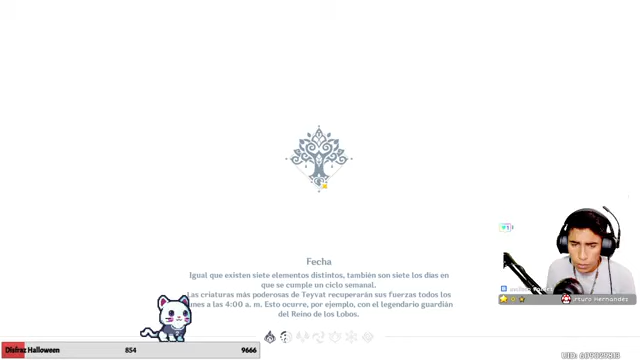 Fecha
Igual que existen siete elementos distintos, también son siete los días en
que se cumple un ciclo semanal.
Las criaturas más poderosas de Teyvat recuperarán sus fuerzas todos los
lunes a las 4:00 a. m. Esto ocurre, por ejemplo, con el legendario guardián
del Reino de los Lobos.
Disfraz Halloween 854 9666